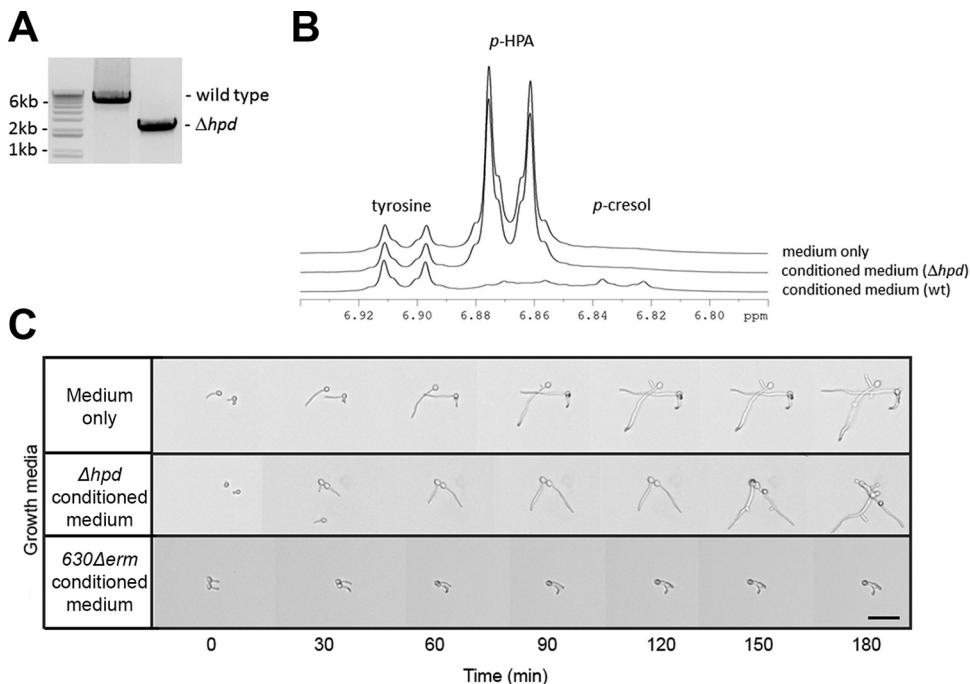 A
6kb -
2kb -
1kb -
- wild type
- Δhpd
B
p-HPA
tyrosine
p-cresol
medium only
conditioned medium (Δhpd)
conditioned medium (wt)
6.92 6.90 6.88 6.86 6.84 6.82 6.80 ppm
C
Growth media
Medium
only
Δhpd
conditioned
medium
630Δerm
conditioned
medium
0 30 60 90 120 150 180
Time (min)